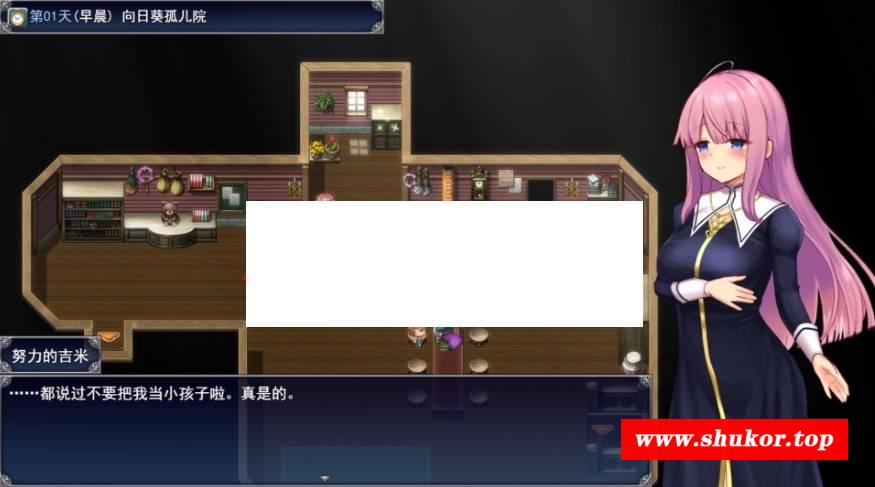 第01天(早晨) 向日葵孤儿院
努力的吉米
……都说过不要把我当小孩子啦。真是的。
www.shukor.top